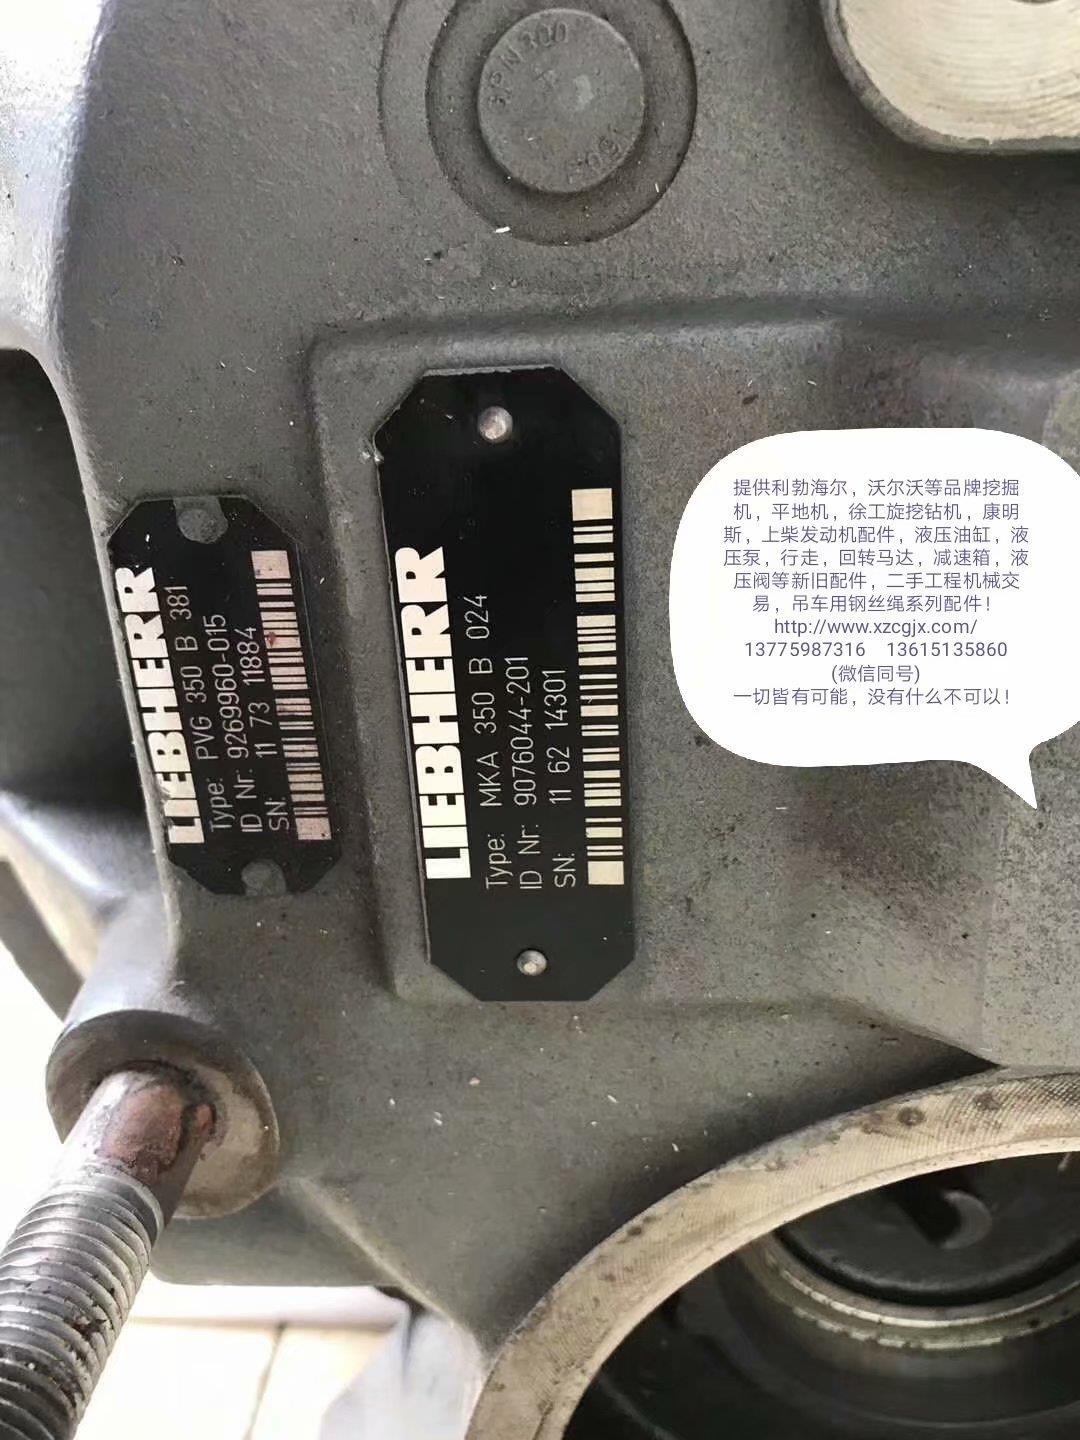 LIEBHERR
Type: PVG 350 B 381
ID Nr: 9269960-015
SN: 11 73 11884
LIEBHERR
Type: MKA 350 B 024
ID Nr: 9076044-201
SN: 11 62 14301
提供利勃海尔，沃尔沃等品牌挖掘
机，平地机，徐工旋挖钻机，康明
斯，上柴发动机配件，液压油缸，液
压泵，行走，回转马达，减速箱，液
压阀等新旧配件，二手工程机械交
易，吊车用钢丝绳系列配件！
http://www.xzcgjx.com/
13775987316 13615135860
(微信同号)
一切皆有可能，没有什么不可以！